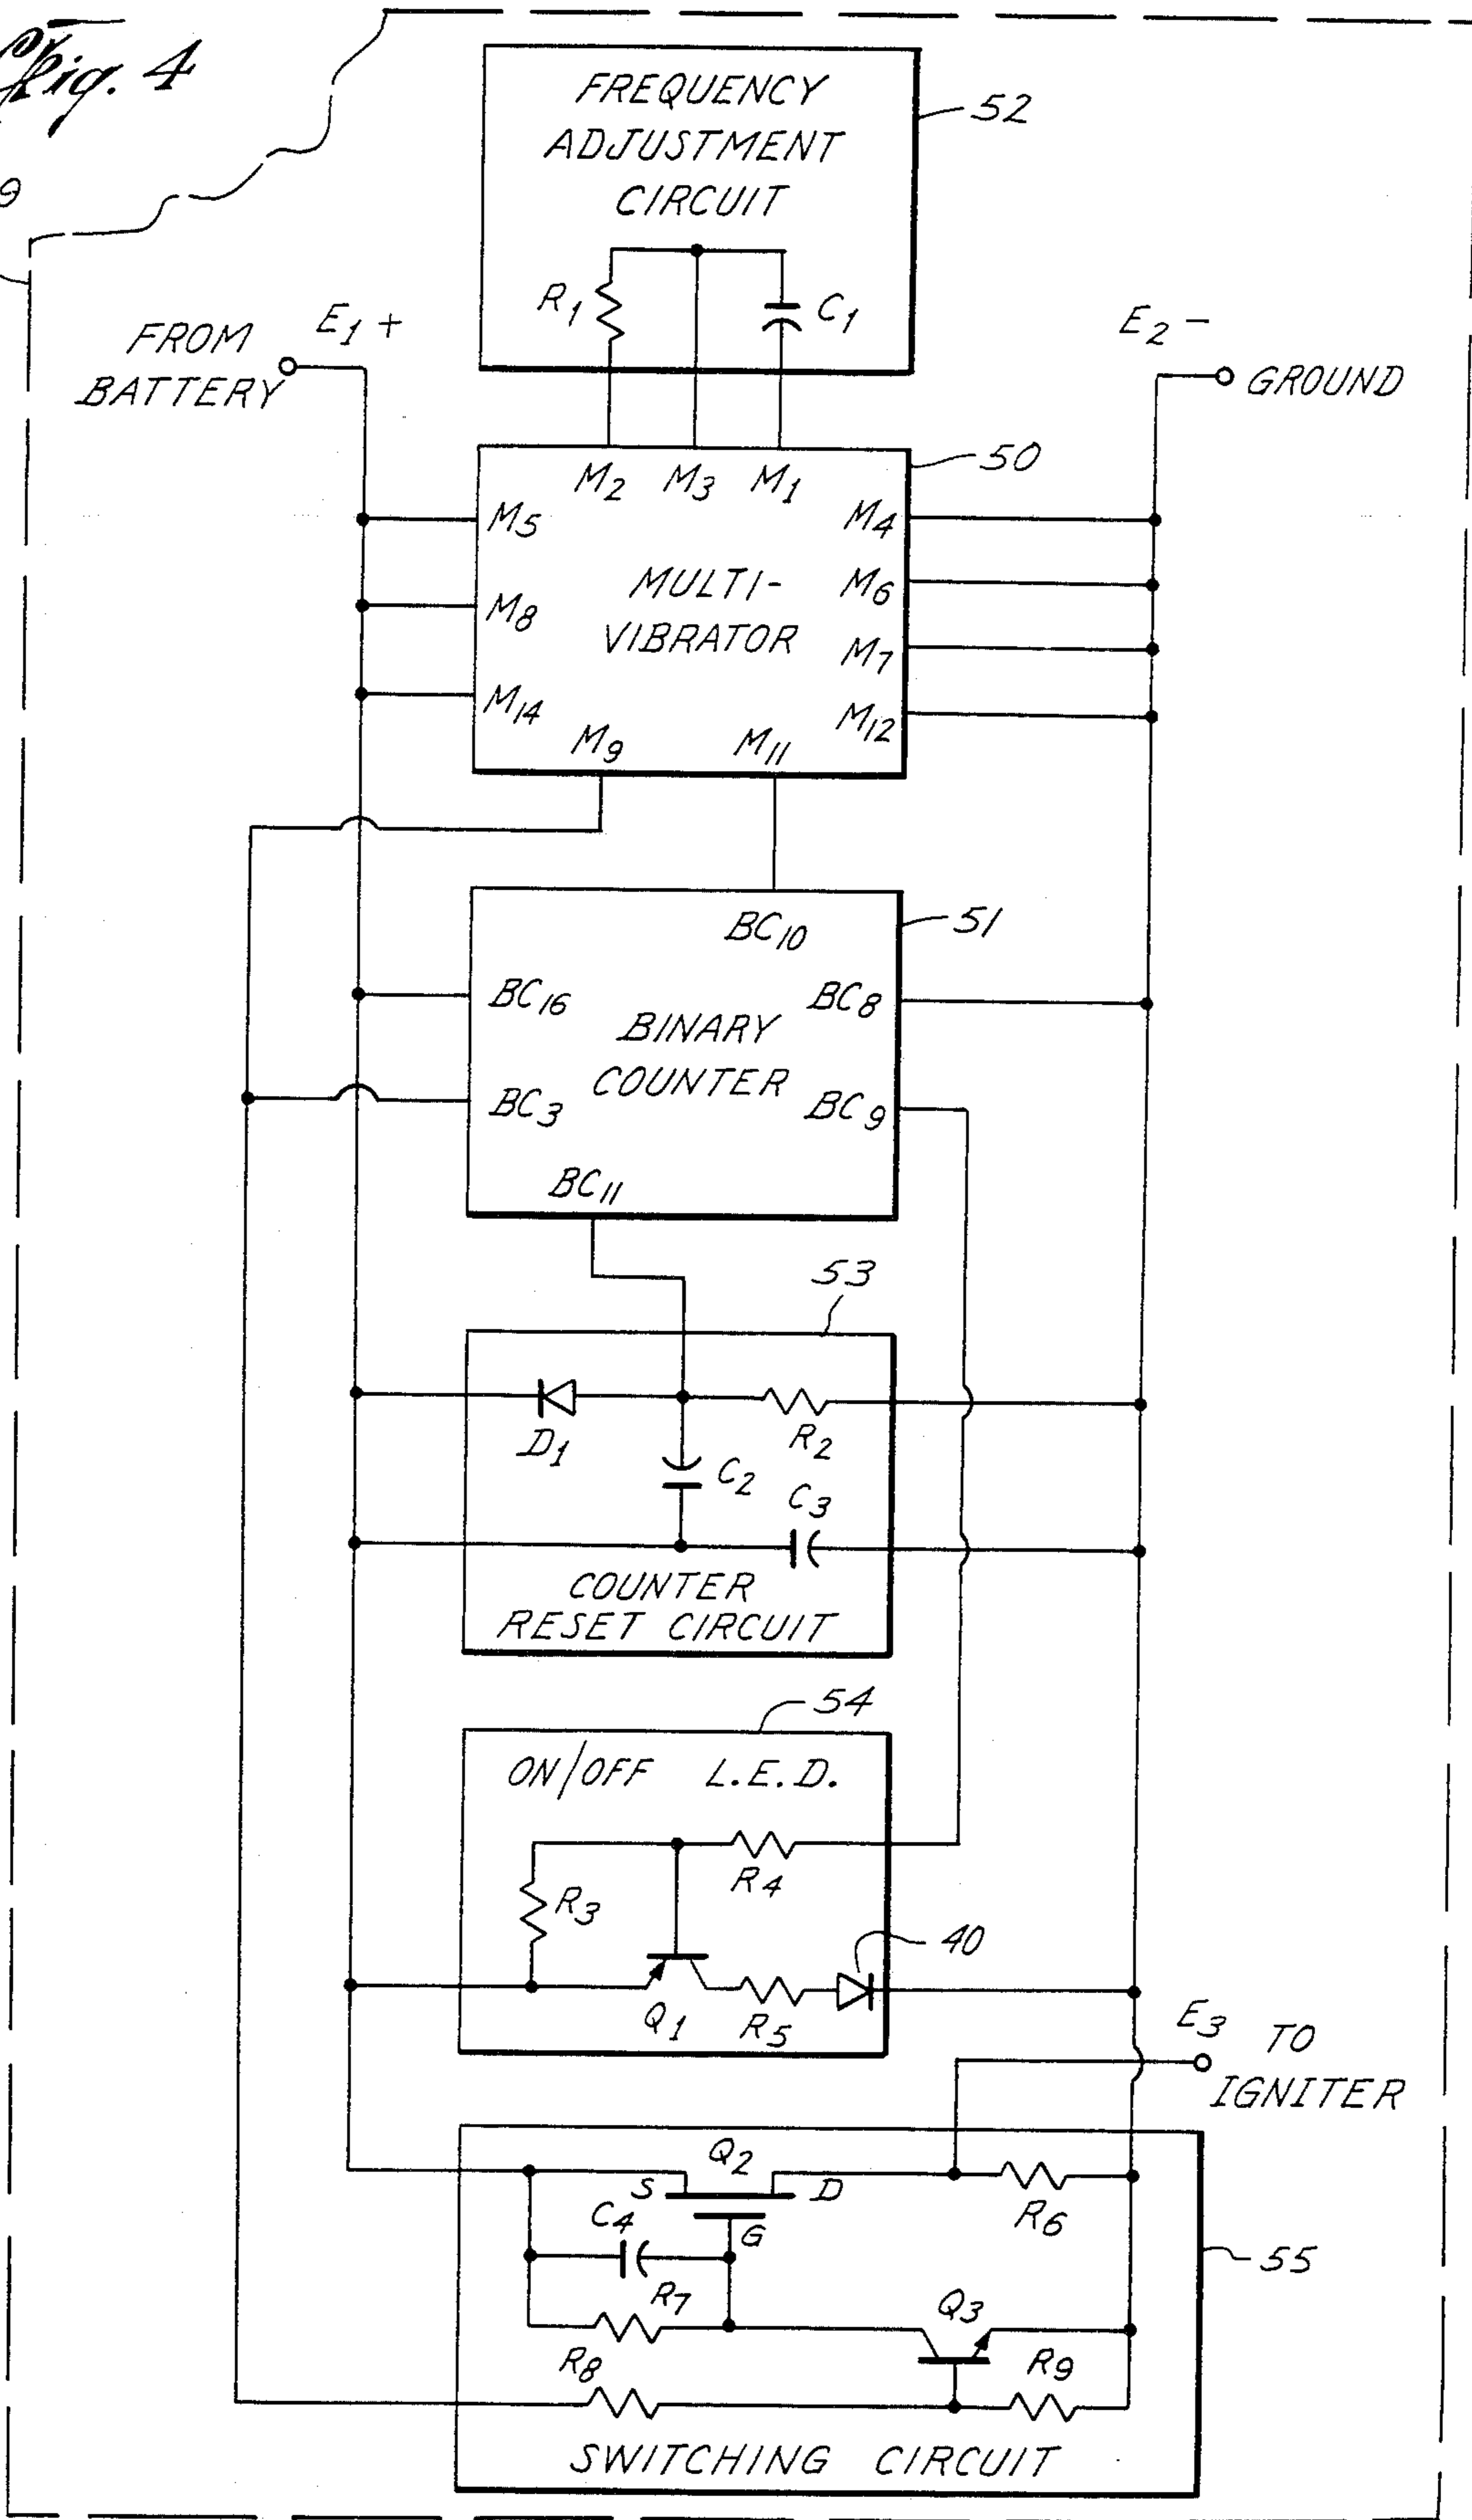 Fig. 4
9
FREQUENCY
ADJUSTMENT
CIRCUIT
52
R1
C1
E1 +
FROM
BATTERY
E2 -
GROUND
50
M2 M3 M1
M5
M4
MULTI-
VIBRATOR
M8
M6
M7
M14
M12
M9
M11
BC10
51
BC16
BC8
BINARY
COUNTER
BC3
BC9
BC11
53
D1
R2
C2
C3
COUNTER
RESET CIRCUIT
54
ON/OFF L.E.D.
R4
R3
40
Q1
R5
E3 TO
IGNITER
Q2
S
D
R6
C4
G
55
R7
Q3
R8
R9
SWITCHING CIRCUIT